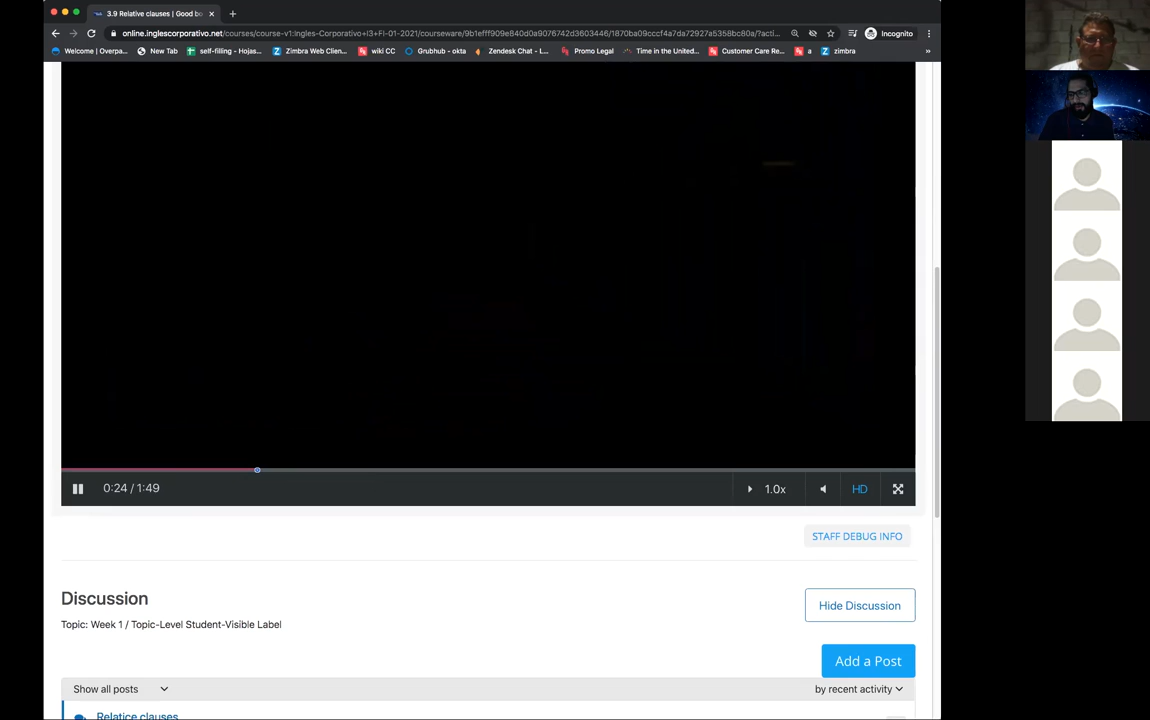 3.9 Relative clauses | Good bo
online.inglescorporativo.net/courses/course-v1:Ingles-Corporativo+I3+FI-01-2021/courseware/9b1efff909e840d0a9076742d3603446/1870ba09cccf4a7da72927a5358bc80a/?acti...
Incognito
Welcome | Overpa...
New Tab
self-filling - Hojas...
Zimbra Web Clien...
wiki CC
Grubhub - okta
Zendesk Chat - L...
Promo Legal
Time in the United...
Customer Care Re...
a
zimbra
»
0:24 / 1:49
1.0x
HD
STAFF DEBUG INFO
Discussion
Hide Discussion
Topic: Week 1 / Topic-Level Student-Visible Label
Add a Post
Show all posts
by recent activity
Relatice clauses